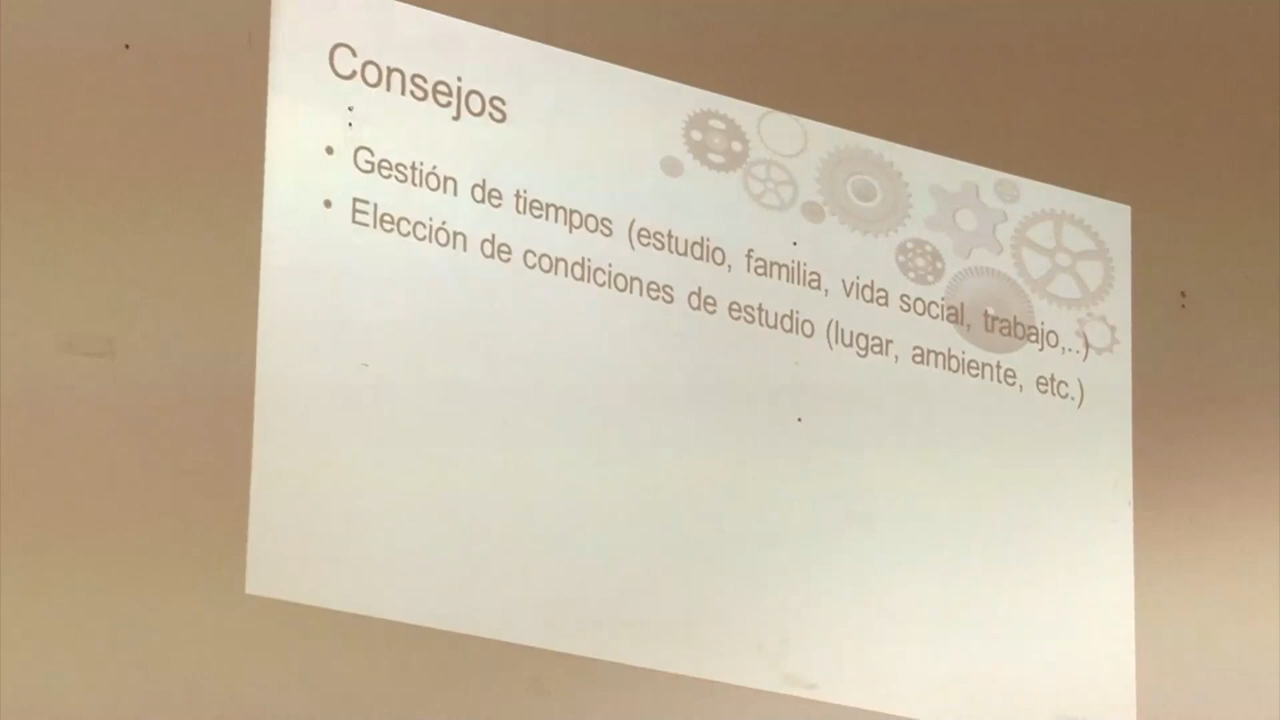 Consejos
• Gestión de tiempos (estudio, familia, vida social, trabajo,..)
• Elección de condiciones de estudio (lugar, ambiente, etc.)